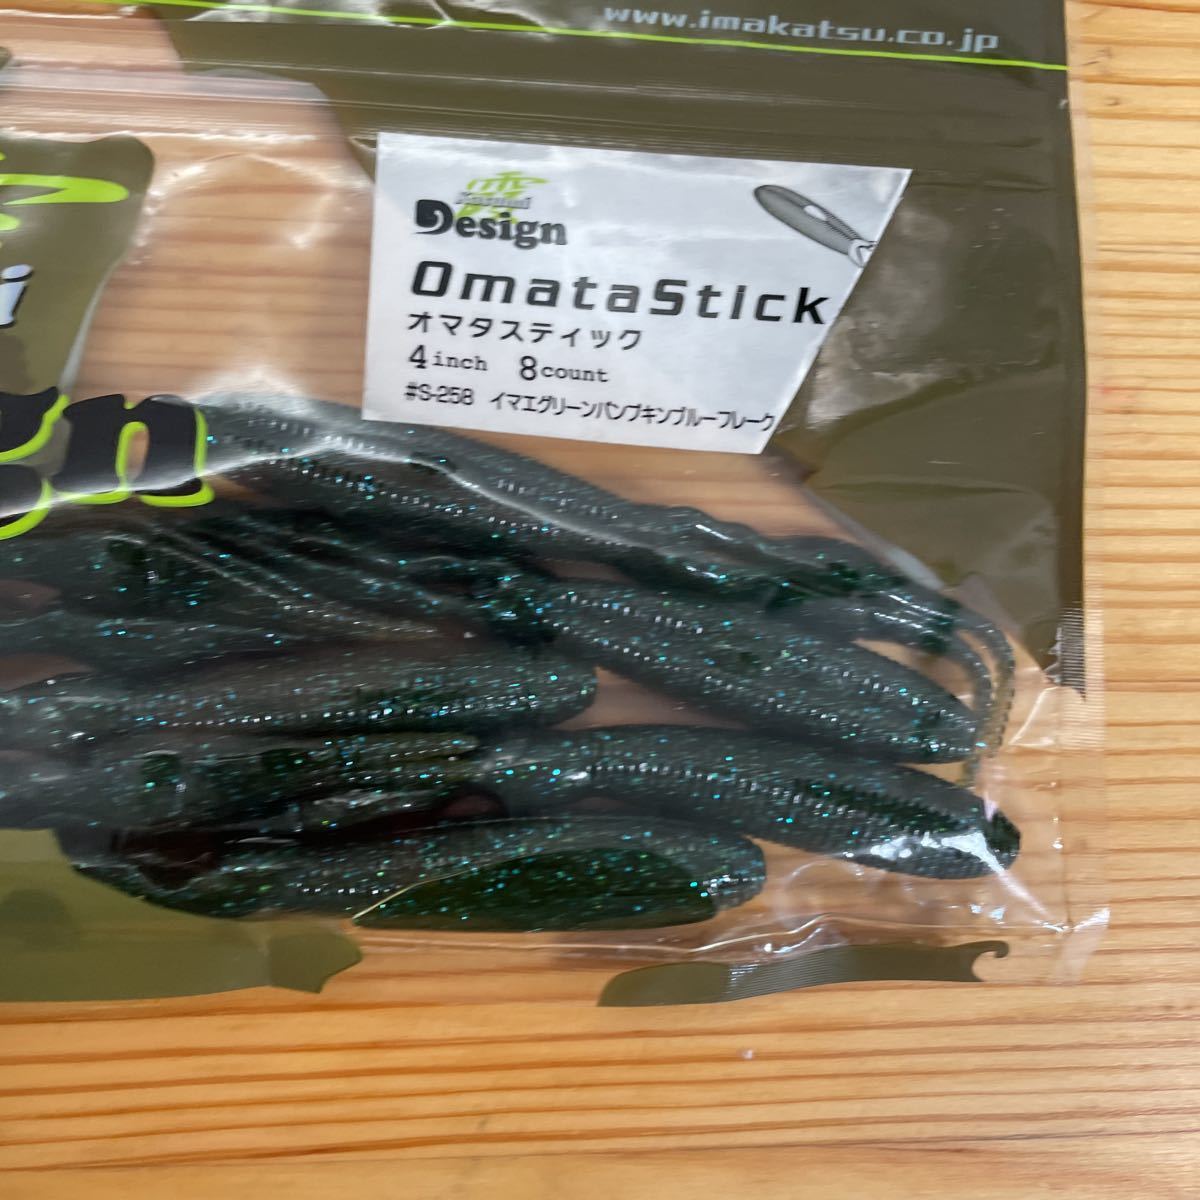 www.imakatsu.co.jp
Design
OmataStick
オマタスティック
4inch 8count
#S-258 イマエグリーンパンプキンブルーフレーク
i
gn